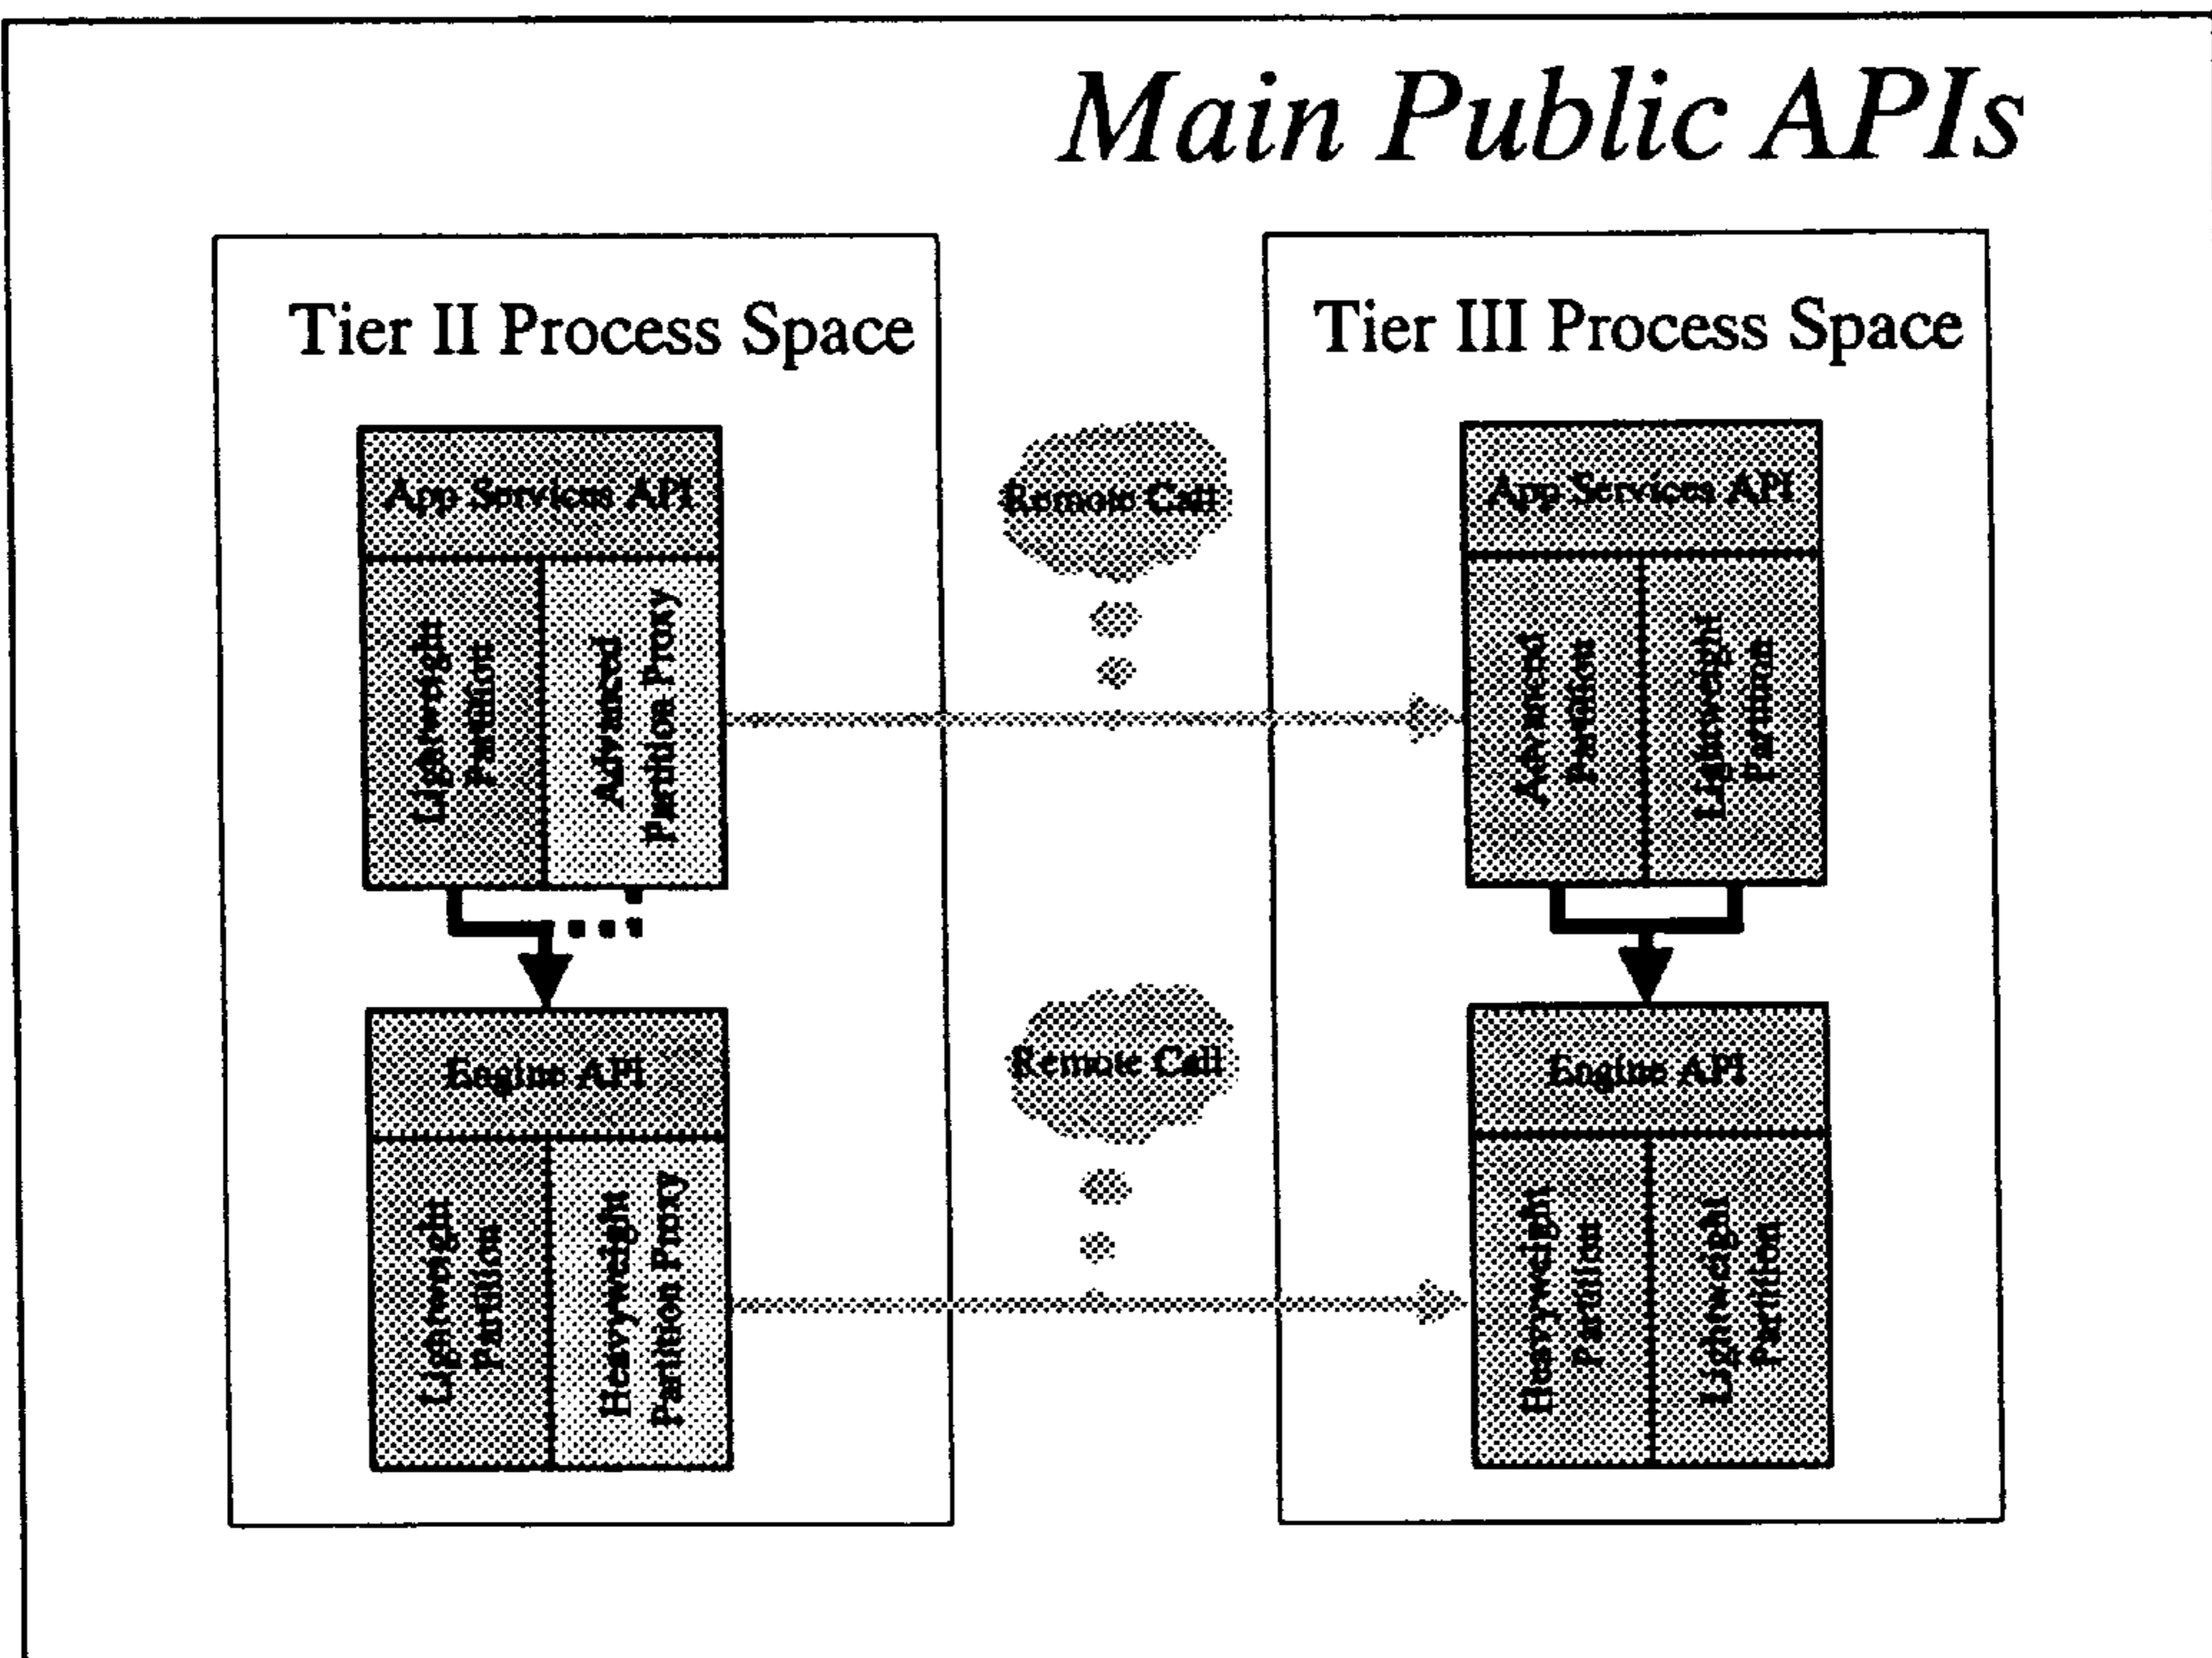 Main Public APIs
Tier II Process Space
Tier III Process Space
App Services API
Remote Call
App Services API
Lightweight
Partition
Advanced
Partition Proxy
Advanced
Partition
Lightweight
Partition
Engine API
Remote Call
Engine API
Lightweight
Partition
Heavyweight
Partition Proxy
Heavyweight
Partition
Lightweight
Partition